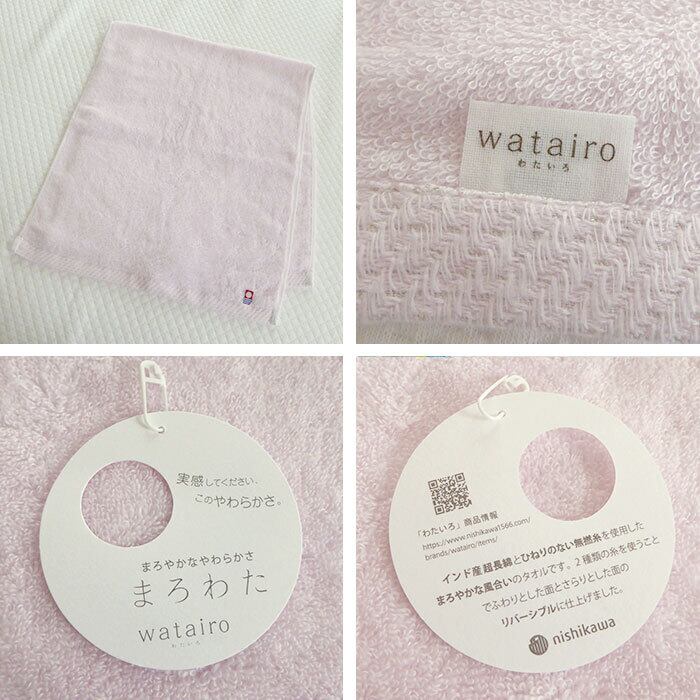 watairo
わたいろ
実感してください、
このやわらかさ。
まろやかなやわらかさ
まろわた
watairo
わたいろ
「わたいろ」商品情報
https://www.nishikawa1566.com/
brands/watairo/items/
インド産超長綿とひねりのない無撚糸を使用した
まろやかな風合いのタオルです。2種類の糸を使うこと
でふわりとした面とさらりとした面の
リバーシブルに仕上げました。
nishikawa